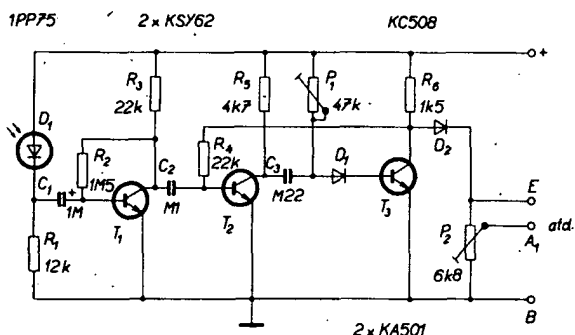 1PP75 2 x KSY62 KC508
+
R3
22k
R5
4k7
P1
47k
R6
1k5
D1
R2
1M5
C1
1M
+
C2
M1
R4
22k
C3
M22
D1
D2
T1
T2
T3
R1
12k
E
P2
A1 atd.
6k8
B
2 x KA501